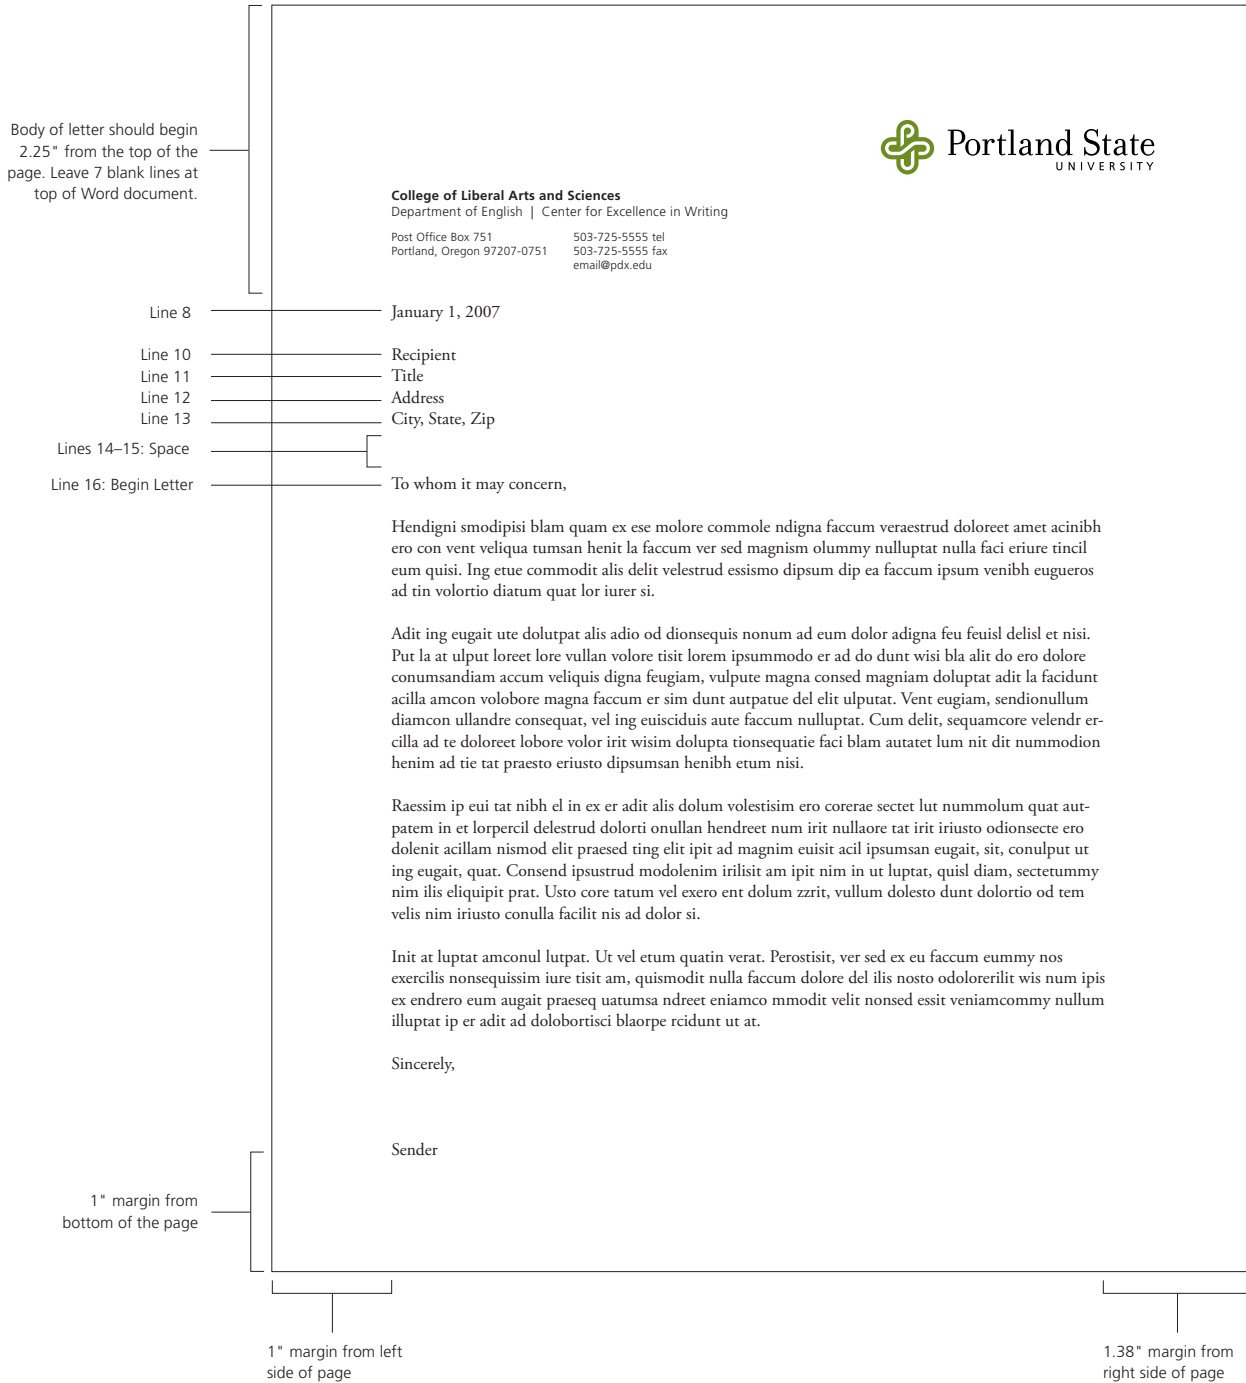 Body of letter should begin
2.25" from the top of the
page. Leave 7 blank lines at
top of Word document.
Portland State
UNIVERSITY
College of Liberal Arts and Sciences
Department of English | Center for Excellence in Writing
Post Office Box 751 503-725-5555 tel
Portland, Oregon 97207-0751 503-725-5555 fax
email@pdx.edu
Line 8 January 1, 2007
Line 10 Recipient
Line 11 Title
Line 12 Address
Line 13 City, State, Zip
Lines 14–15: Space
Line 16: Begin Letter To whom it may concern,
Hendigni smodipisi blam quam ex ese molore commole ndigna faccum veraestrud doloreet amet acinibh
ero con vent veliqua tumsan henit la faccum ver sed magnism olummy nulluptat nulla faci eriure tincil
eum quisi. Ing etue commodit alis delit velestrud essismo dipsum dip ea faccum ipsum venibh eugueros
ad tin volortio diatum quat lor iurer si.
Adit ing eugait ute dolutpat alis adio od dionsequis nonum ad eum dolor adigna feu feuisl delisl et nisi.
Put la at ulput loreet lore vullan volore tisit lorem ipsummodo er ad do dunt wisi bla alit do ero dolore
conumsandiam accum veliquis digna feugiam, vulpute magna consed magniam doluptat adit la facidunt
acilla amcon volobore magna faccum er sim dunt autpatue del elit ulputat. Vent eugiam, sendionullum
diamcon ullandre consequat, vel ing euisciduis aute faccum nulluptat. Cum delit, sequamcore velendr er-
cilla ad te doloreet lobore volor irit wisim dolupta tionsequatie faci blam autatet lum nit dit nummodion
henim ad tie tat praesto eriusto dipsumsan henibh etum nisi.
Raessim ip eui tat nibh el in ex er adit alis dolum volestisim ero corerae sectet lut nummolum quat aut-
patem in et lorpercil delestrud dolorti onullan hendreet num irit nullaore tat irit iriusto odionsecte ero
dolenit acillam nismod elit praesed ting elit ipit ad magnim euisit acil ipsumsan eugait, sit, conulput ut
ing eugait, quat. Consend ipsustrud modolenim irilisit am ipit nim in ut luptat, quisl diam, sectetummy
nim ilis eliquipit prat. Usto core tatum vel exero ent dolum zzrit, vullum dolesto dunt dolortio od tem
velis nim iriusto conulla facilit nis ad dolor si.
Init at luptat amconul lutpat. Ut vel etum quatin verat. Perostisit, ver sed ex eu faccum eummy nos
exercilis nonsequissim iure tisit am, quismodit nulla faccum dolore del ilis nosto odolorerilit wis num ipis
ex endrero eum augait praeseq uatumsa ndreet eniamco mmodit velit nonsed essit veniamcommy nullum
illuptat ip er adit ad dolobortisci blaorpe rcidunt ut at.
Sincerely,
Sender
1" margin from
bottom of the page
1" margin from left
side of page
1.38" margin from
right side of page